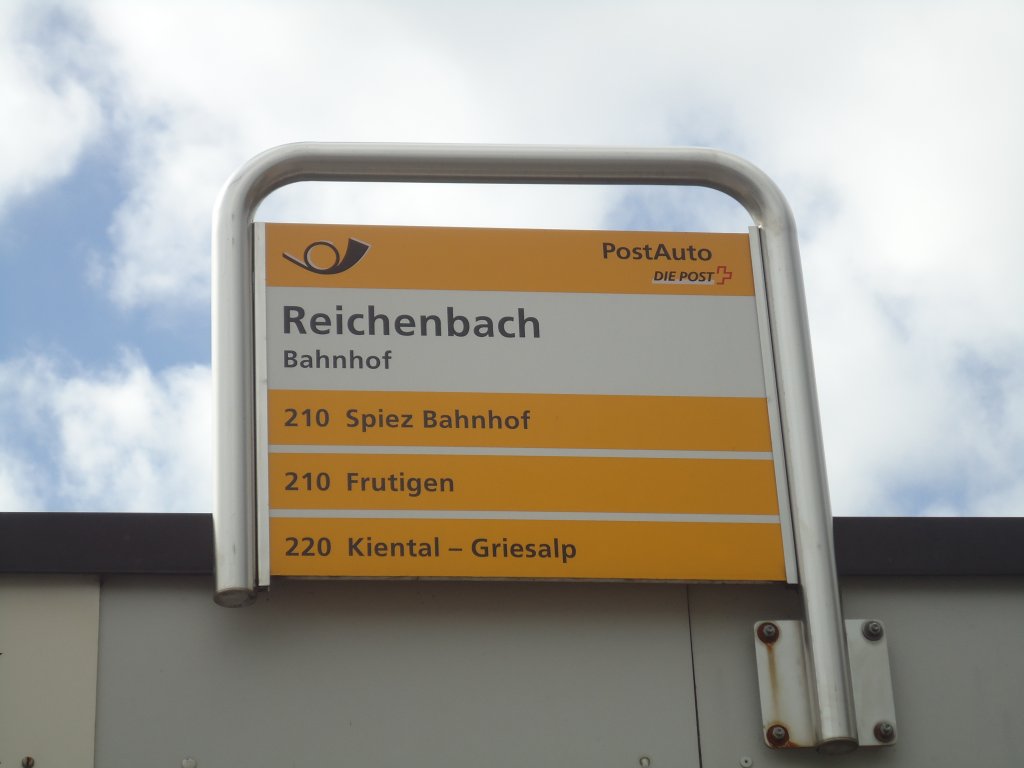 PostAuto
DIE POST
Reichenbach
Bahnhof
210 Spiez Bahnhof
210 Frutigen
220 Kiental – Griesalp